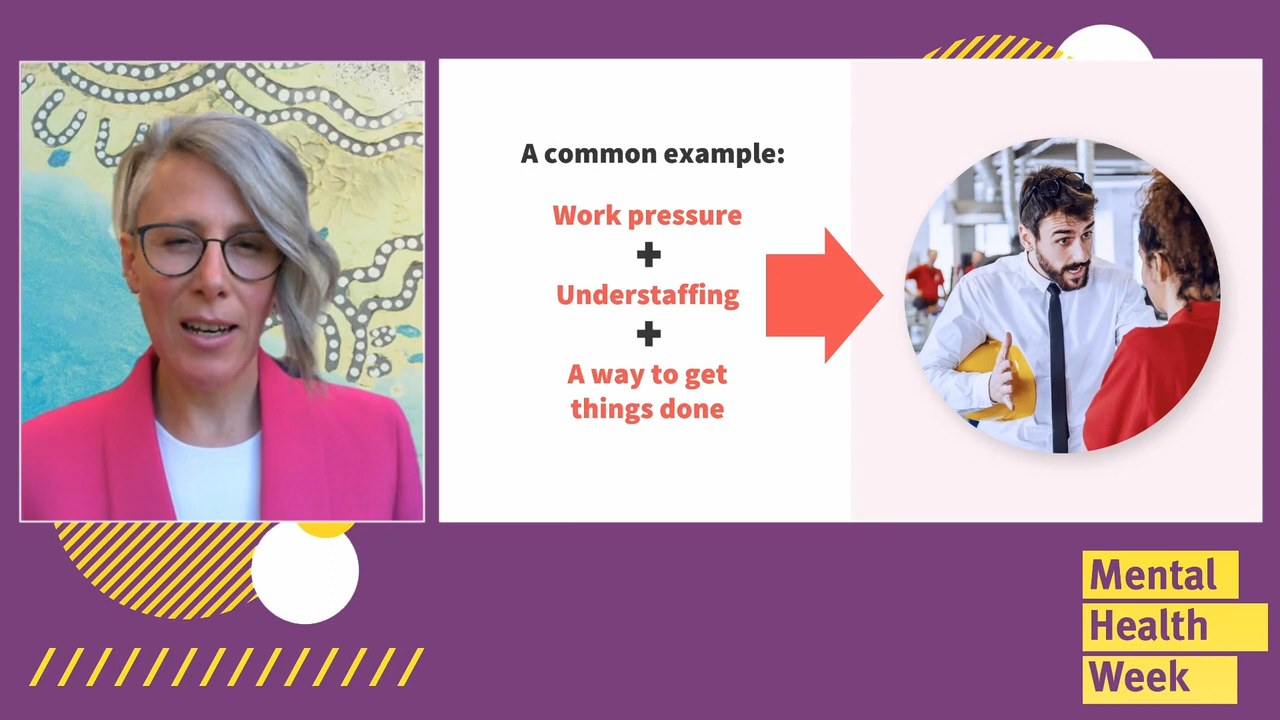 A common example:
Work pressure
+
Understaffing
+
A way to get
things done
Mental
Health
Week